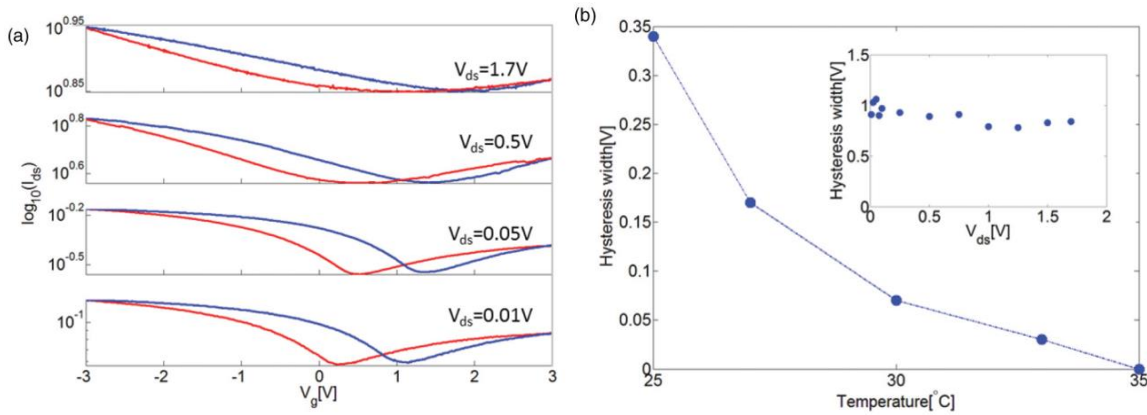 (a)
10^0.95
10^0.85
V_ds=1.7V
10^0.8
10^0.6
V_ds=0.5V
10^-0.2
10^-0.5
V_ds=0.05V
10^-1
V_ds=0.01V
log_10(I_ds)
-3 -2 -1 0 1 2 3
V_g[V]
(b)
0.35
0.3
0.25
0.2
0.15
0.1
0.05
0
Hysteresis width[V]
25 30 35
Temperature[°C]
1.5
1
0.5
0
Hysteresis width[V]
0 0.5 1 1.5 2
V_ds[V]